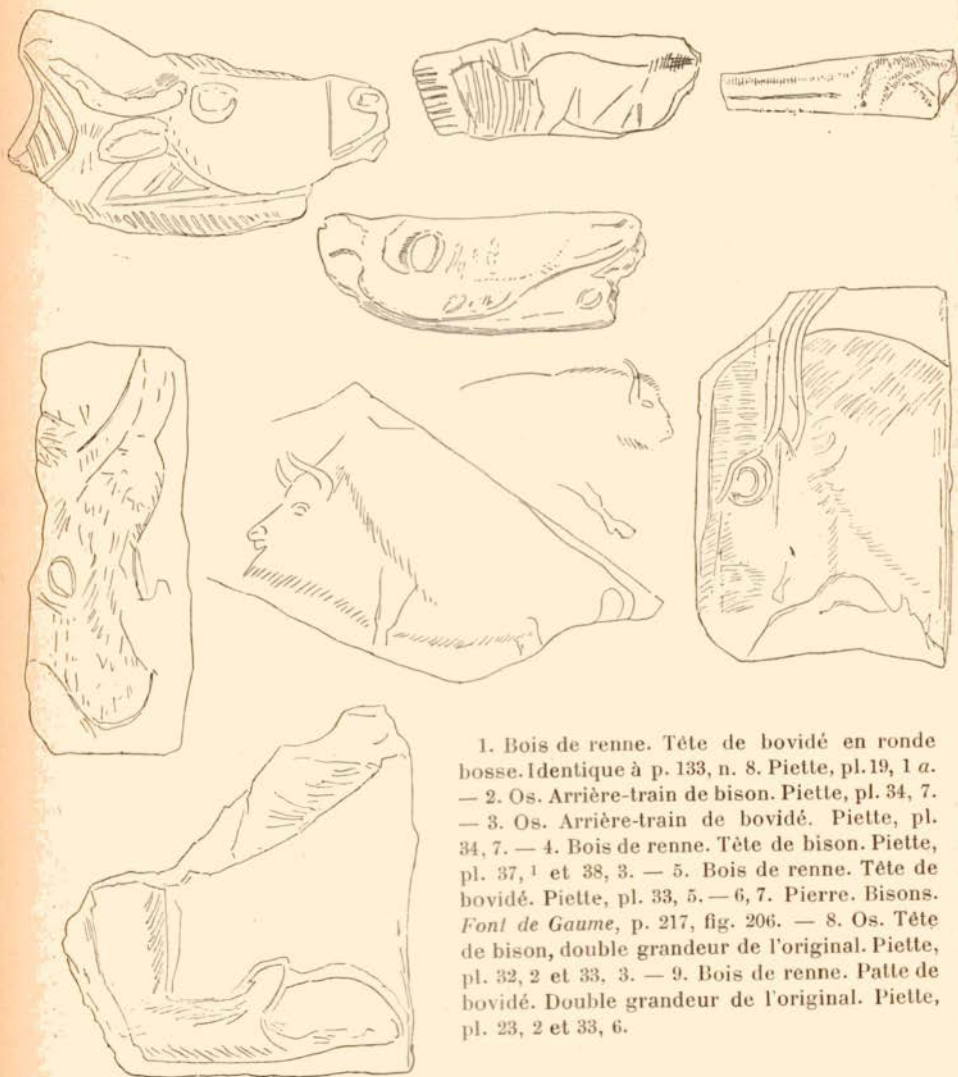 1. Bois de renne. Tête de bovidé en ronde
bosse. Identique à p. 133, n. 8. Piette, pl. 19, 1 a.
— 2. Os. Arrière-train de bison. Piette, pl. 34, 7.
— 3. Os. Arrière-train de bovidé. Piette, pl.
34, 7. — 4. Bois de renne. Tête de bison. Piette,
pl. 37, 1 et 38, 3. — 5. Bois de renne. Tête de
bovidé. Piette, pl. 33, 5. — 6, 7. Pierre. Bisons.
Font de Gaume, p. 217, fig. 206. — 8. Os. Tête
de bison, double grandeur de l'original. Piette,
pl. 32, 2 et 33, 3. — 9. Bois de renne. Patte de
bovidé. Double grandeur de l'original. Piette,
pl. 23, 2 et 33, 6.